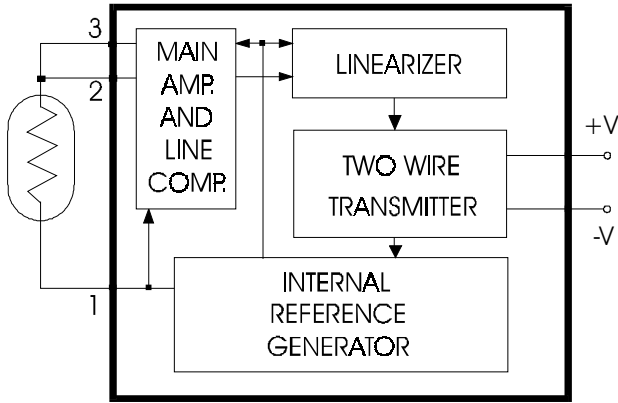 3
2
1
MAIN
AMP.
AND
LINE
COMP.
LINEARIZER
TWO WIRE
TRANSMITTER
INTERNAL
REFERENCE
GENERATOR
+V
-V